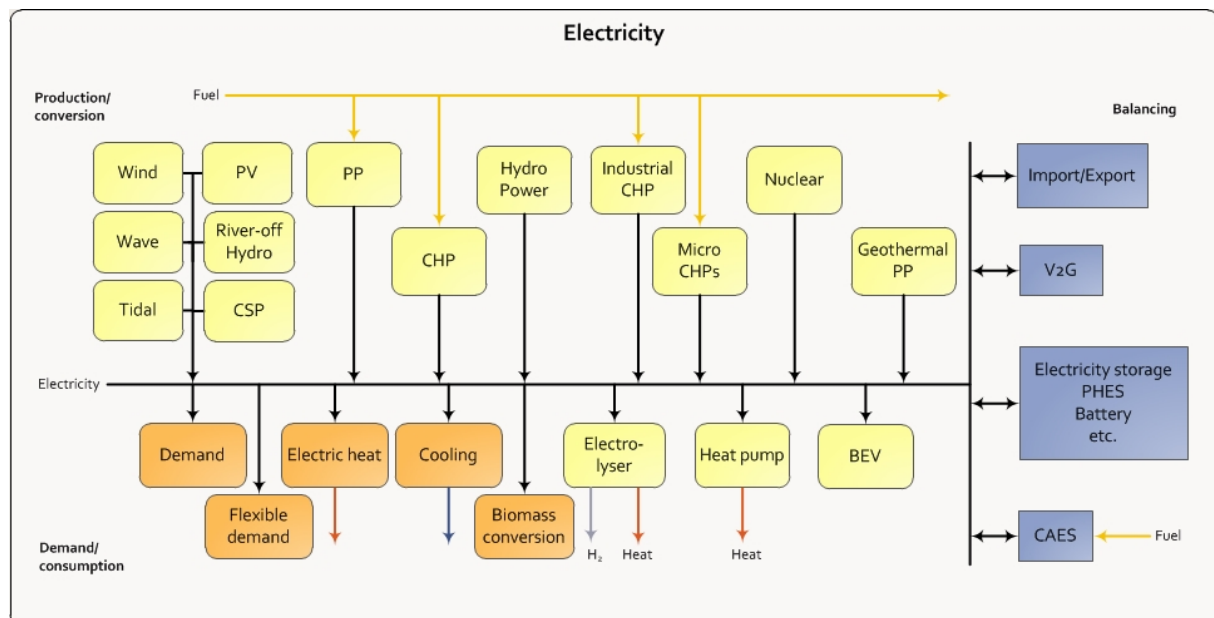 Electricity
Production/
conversion
Fuel
Balancing
Wind
PV
PP
Hydro
Power
Industrial
CHP
Nuclear
Import/Export
Wave
River-off
Hydro
CHP
Micro
CHPs
Geothermal
PP
V2G
Tidal
CSP
Electricity
Electricity storage
PHES
Battery
etc.
Demand
Electric heat
Cooling
Electro-
lyser
Heat pump
BEV
Flexible
demand
Biomass
conversion
Demand/
consumption
H₂
Heat
Heat
CAES
Fuel